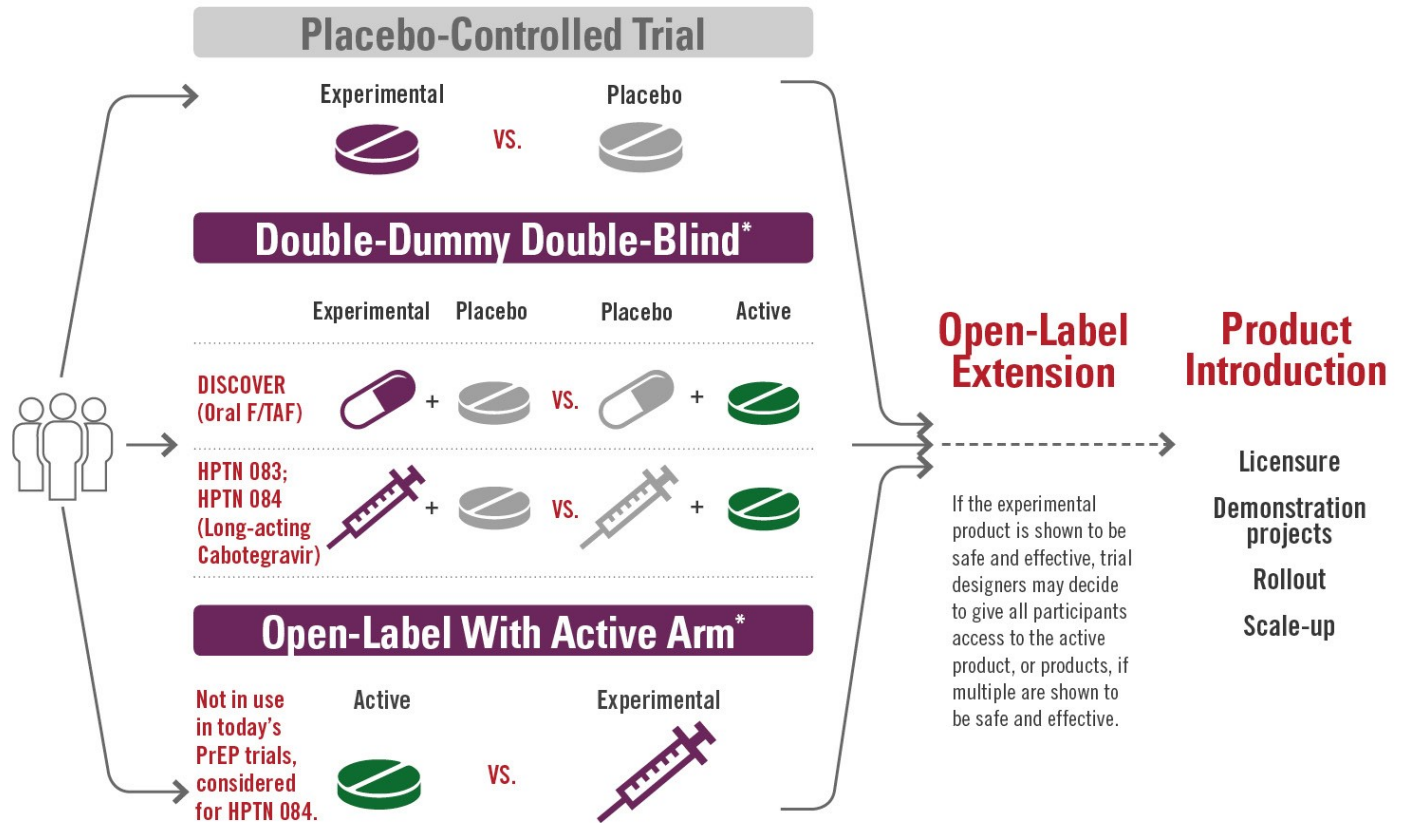 Placebo-Controlled Trial
Experimental
Placebo
VS.
Double-Dummy Double-Blind*
Experimental
Placebo
Placebo
Active
DISCOVER
(Oral F/TAF)
+
VS.
+
HPTN 083;
HPTN 084
(Long-acting
Cabotegravir)
+
VS.
+
Open-Label With Active Arm*
Not in use
in today's
PrEP trials,
considered
for HPTN 084.
Active
VS.
Experimental
Open-Label
Extension
If the experimental
product is shown to be
safe and effective, trial
designers may decide
to give all participants
access to the active
product, or products, if
multiple are shown to
be safe and effective.
Product
Introduction
Licensure
Demonstration
projects
Rollout
Scale-up